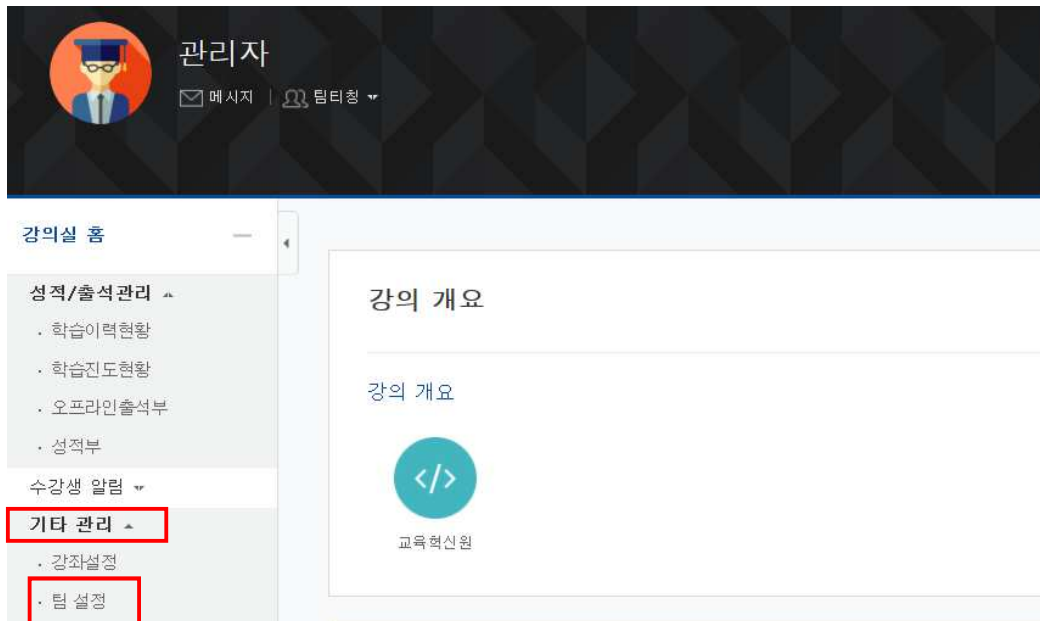 관리자
메시지 | 팀티칭
강의실 홈
성적/출석관리
· 학습이력현황
· 학습진도현황
· 오프라인출석부
· 성적부
수강생 알림
기타 관리
· 강좌설정
· 팀 설정
강의 개요
강의 개요
</>
교육혁신원